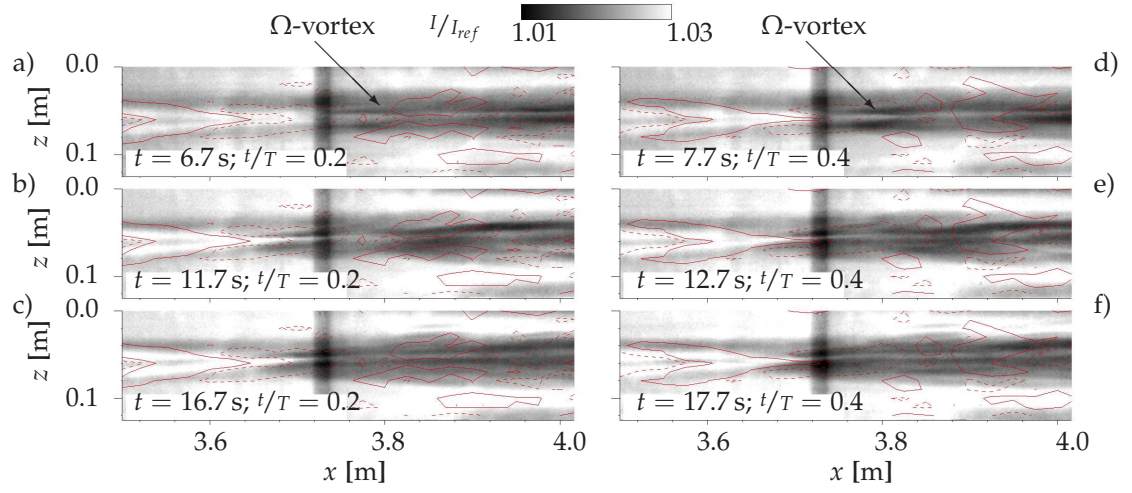 Ω-vortex I/I_ref 1.01 1.03 Ω-vortex
a) 0.0 d)
z [m]
0.1 t = 6.7 s; t/T = 0.2 t = 7.7 s; t/T = 0.4
b) 0.0 e)
z [m]
0.1 t = 11.7 s; t/T = 0.2 t = 12.7 s; t/T = 0.4
c) 0.0 f)
z [m]
0.1 t = 16.7 s; t/T = 0.2 t = 17.7 s; t/T = 0.4
3.6 3.8 4.0 3.6 3.8 4.0
x [m] x [m]